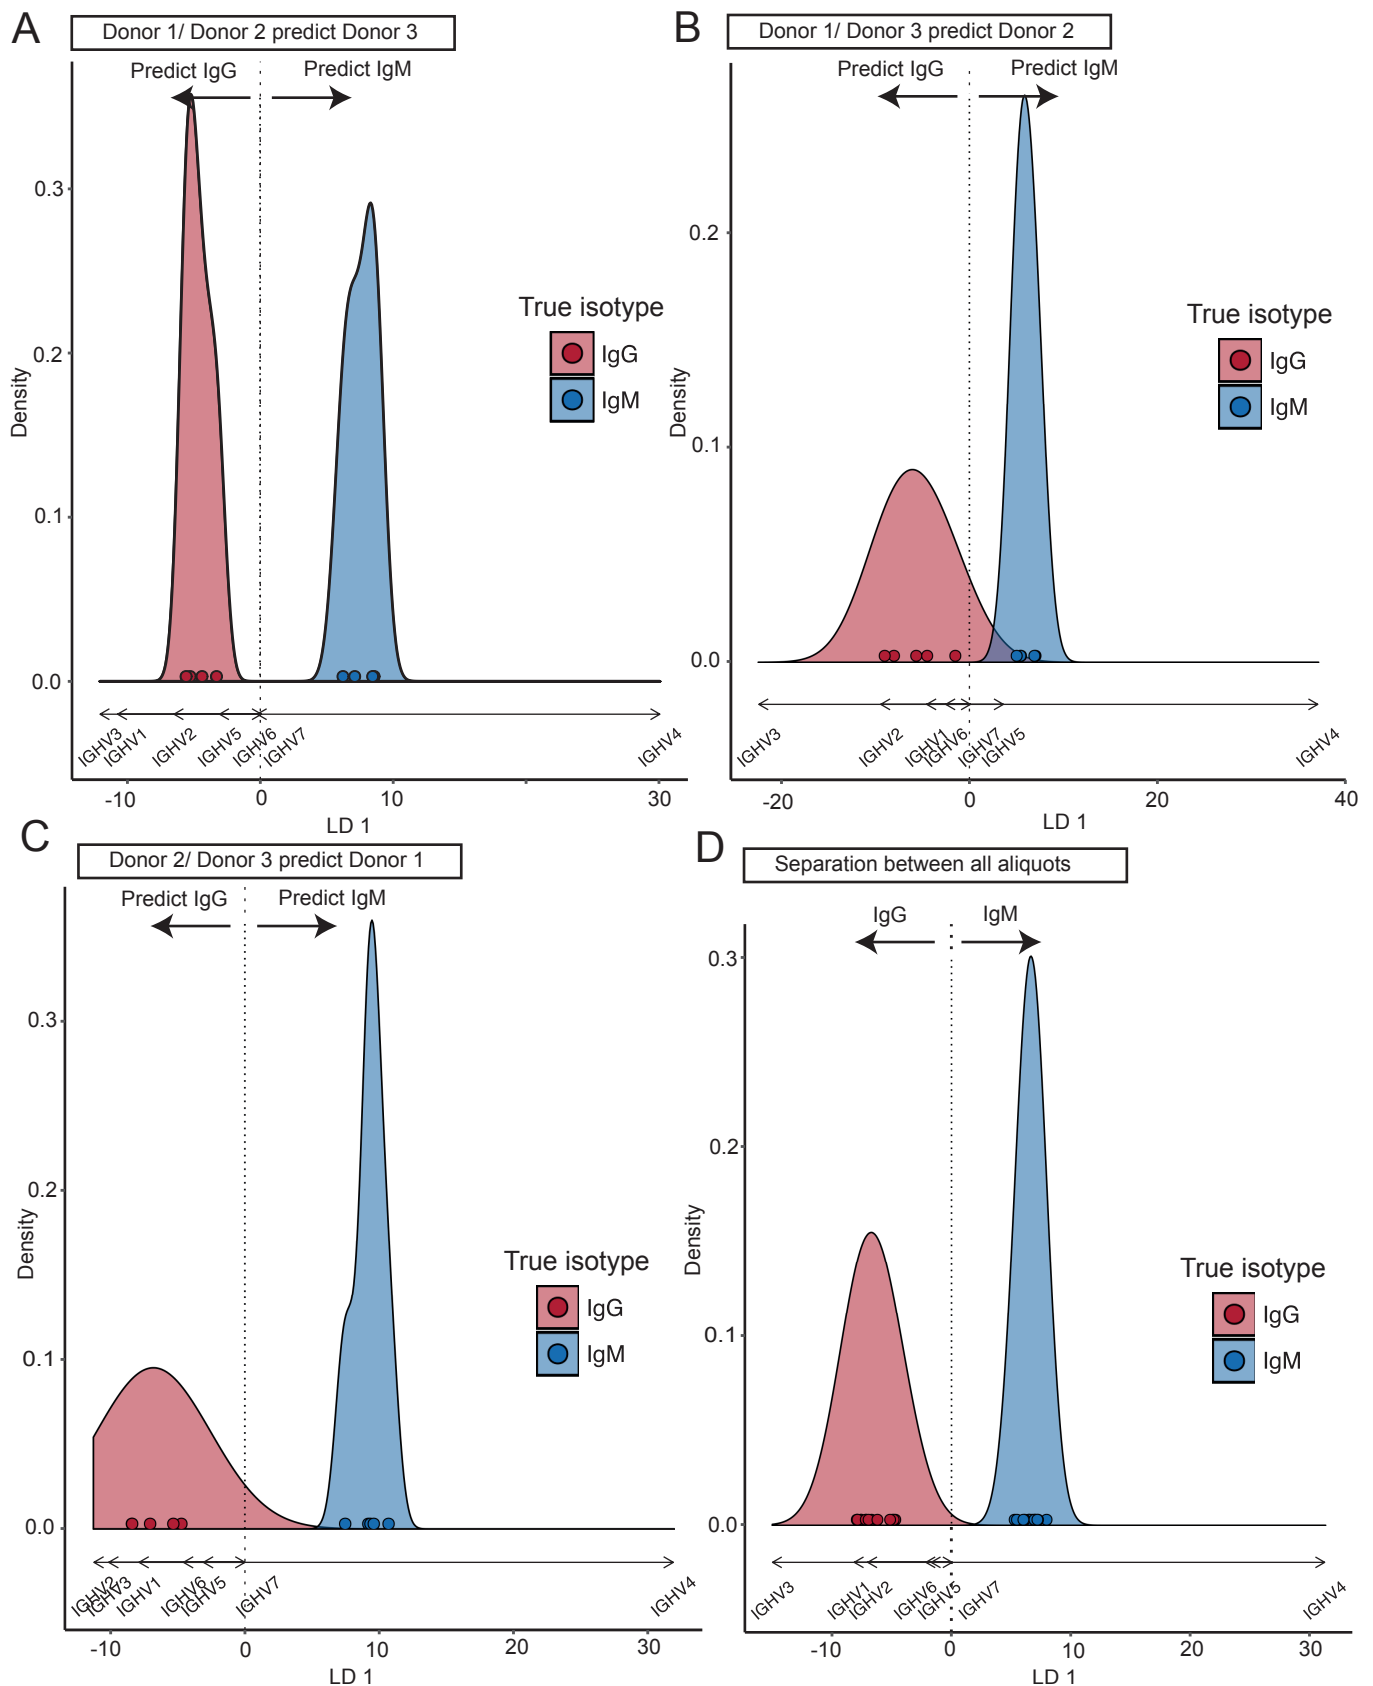 A
Donor 1/ Donor 2 predict Donor 3
Predict IgG
Predict IgM
0.3
0.2
0.1
0.0
Density
True isotype
IgG
IgM
IGHV3
IGHV1
IGHV2
IGHV5
IGHV6
IGHV7
IGHV4
-10
0
10
30
LD 1
B
Donor 1/ Donor 3 predict Donor 2
Predict IgG
Predict IgM
0.2
0.1
0.0
Density
True isotype
IgG
IgM
IGHV3
IGHV2
IGHV1
IGHV6
IGHV7
IGHV5
IGHV4
-20
0
20
40
LD 1
C
Donor 2/ Donor 3 predict Donor 1
Predict IgG
Predict IgM
0.3
0.2
0.1
0.0
Density
True isotype
IgG
IgM
IGHV2
IGHV3
IGHV1
IGHV6
IGHV5
IGHV7
IGHV4
-10
0
10
20
30
LD 1
D
Separation between all aliquots
IgG
IgM
0.3
0.2
0.1
0.0
Density
True isotype
IgG
IgM
IGHV3
IGHV1
IGHV2
IGHV6
IGHV5
IGHV7
IGHV4
-10
0
10
20
30
LD 1